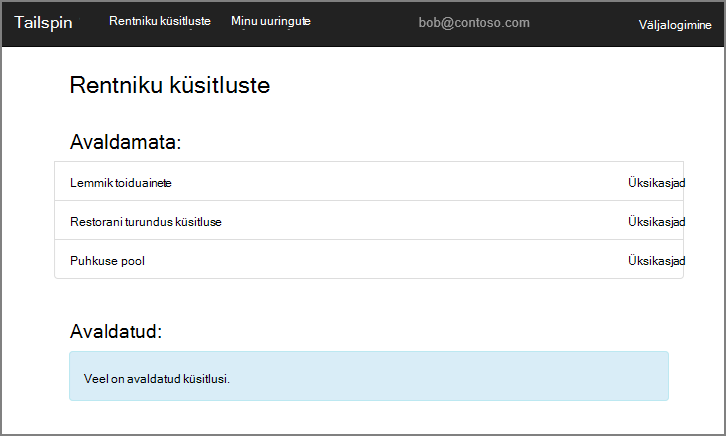 Tailspin Rentniku küsitluste Minu uuringute bob@contoso.com Väljalogimine
Rentniku küsitluste
Avaldamata:
Lemmik toiduainete Üksikasjad
Restorani turundus küsitluse Üksikasjad
Puhkuse pool Üksikasjad
Avaldatud:
Veel on avaldatud küsitlusi.